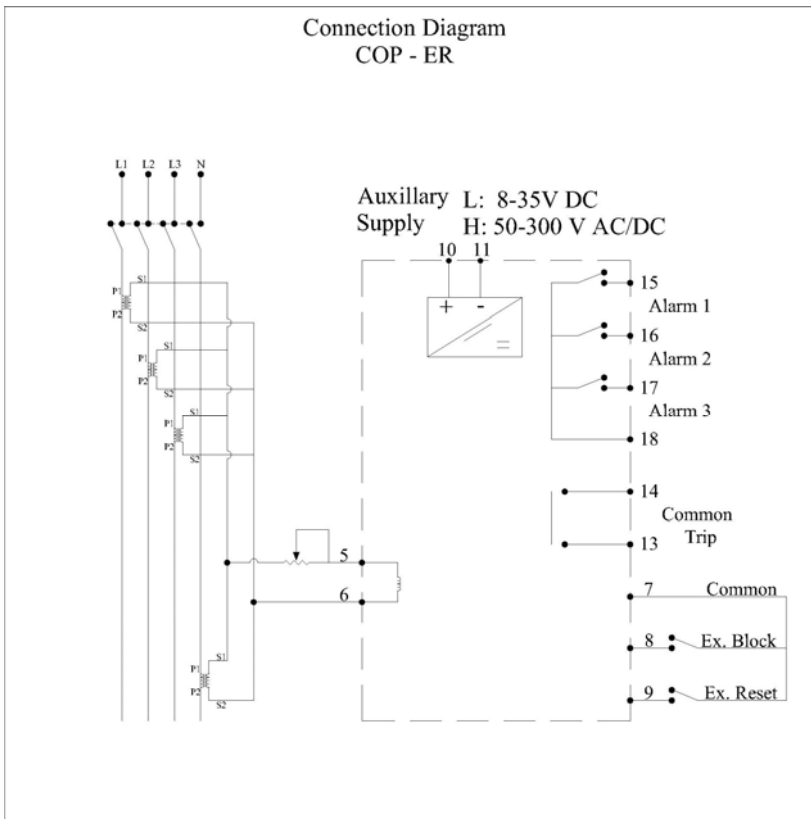 Connection Diagram
COP - ER
L1 L2 L3 N
Auxillary L: 8-35V DC
Supply H: 50-300 V AC/DC
10 11
+ -
S1
P1
P2
S2
S1
P1
P2
S2
S1
P1
P2
S2
15
Alarm 1
16
Alarm 2
17
Alarm 3
18
14
Common
Trip
13
5
6
7 Common
8 Ex. Block
9 Ex. Reset
S1
P1
P2
S2